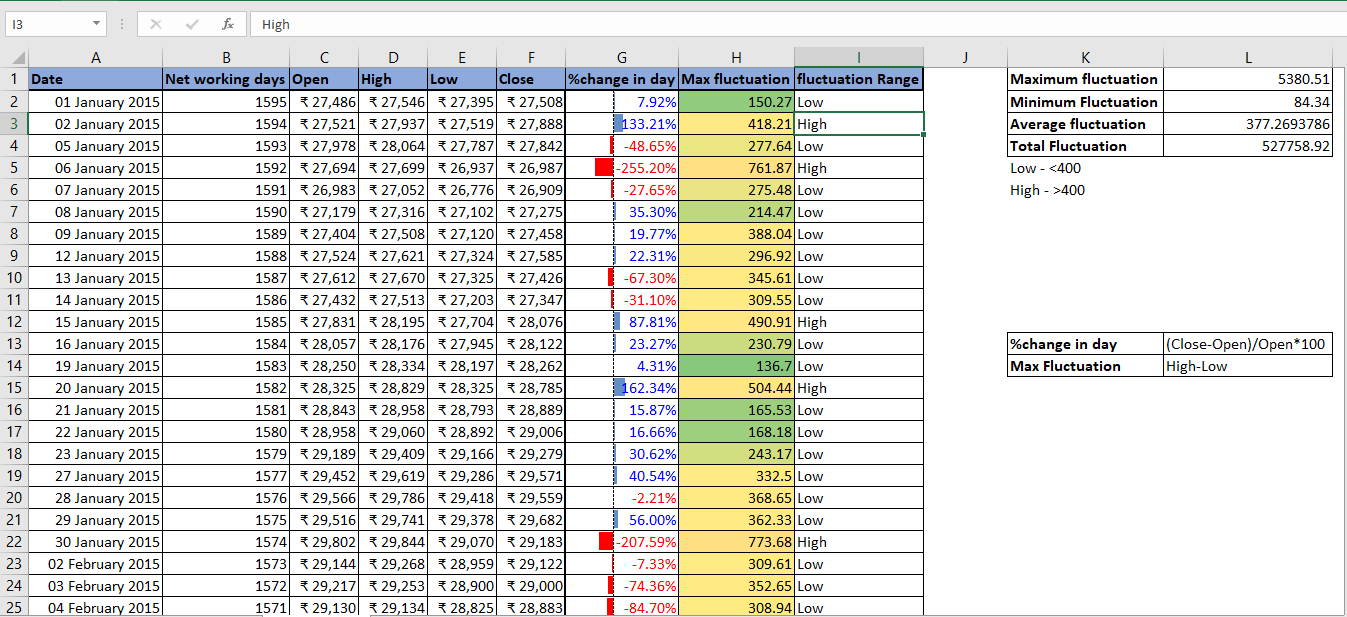 I3 fx High
A B C D E F G H I J K L
1 Date Net working days Open High Low Close %change in day Max fluctuation fluctuation Range Maximum fluctuation 5380.51
2 01 January 2015 1595 ₹ 27,486 ₹ 27,546 ₹ 27,395 ₹ 27,508 7.92% 150.27 Low Minimum Fluctuation 84.34
3 02 January 2015 1594 ₹ 27,521 ₹ 27,937 ₹ 27,519 ₹ 27,888 133.21% 418.21 High Average fluctuation 377.2693786
4 05 January 2015 1593 ₹ 27,978 ₹ 28,064 ₹ 27,787 ₹ 27,842 -48.65% 277.64 Low Total Fluctuation 527758.92
5 06 January 2015 1592 ₹ 27,694 ₹ 27,699 ₹ 26,937 ₹ 26,987 -255.20% 761.87 High Low - <400
6 07 January 2015 1591 ₹ 26,983 ₹ 27,052 ₹ 26,776 ₹ 26,909 -27.65% 275.48 Low High - >400
7 08 January 2015 1590 ₹ 27,179 ₹ 27,316 ₹ 27,102 ₹ 27,275 35.30% 214.47 Low
8 09 January 2015 1589 ₹ 27,404 ₹ 27,508 ₹ 27,120 ₹ 27,458 19.77% 388.04 Low
9 12 January 2015 1588 ₹ 27,524 ₹ 27,621 ₹ 27,324 ₹ 27,585 22.31% 296.92 Low
10 13 January 2015 1587 ₹ 27,612 ₹ 27,670 ₹ 27,325 ₹ 27,426 -67.30% 345.61 Low
11 14 January 2015 1586 ₹ 27,432 ₹ 27,513 ₹ 27,203 ₹ 27,347 -31.10% 309.55 Low
12 15 January 2015 1585 ₹ 27,831 ₹ 28,195 ₹ 27,704 ₹ 28,076 87.81% 490.91 High
13 16 January 2015 1584 ₹ 28,057 ₹ 28,176 ₹ 27,945 ₹ 28,122 23.27% 230.79 Low %change in day (Close-Open)/Open*100
14 19 January 2015 1583 ₹ 28,250 ₹ 28,334 ₹ 28,197 ₹ 28,262 4.31% 136.7 Low Max Fluctuation High-Low
15 20 January 2015 1582 ₹ 28,325 ₹ 28,829 ₹ 28,325 ₹ 28,785 162.34% 504.44 High
16 21 January 2015 1581 ₹ 28,843 ₹ 28,958 ₹ 28,793 ₹ 28,889 15.87% 165.53 Low
17 22 January 2015 1580 ₹ 28,958 ₹ 29,060 ₹ 28,892 ₹ 29,006 16.66% 168.18 Low
18 23 January 2015 1579 ₹ 29,189 ₹ 29,409 ₹ 29,166 ₹ 29,279 30.62% 243.17 Low
19 27 January 2015 1577 ₹ 29,452 ₹ 29,619 ₹ 29,286 ₹ 29,571 40.54% 332.5 Low
20 28 January 2015 1576 ₹ 29,566 ₹ 29,786 ₹ 29,418 ₹ 29,559 -2.21% 368.65 Low
21 29 January 2015 1575 ₹ 29,516 ₹ 29,741 ₹ 29,378 ₹ 29,682 56.00% 362.33 Low
22 30 January 2015 1574 ₹ 29,802 ₹ 29,844 ₹ 29,070 ₹ 29,183 -207.59% 773.68 High
23 02 February 2015 1573 ₹ 29,144 ₹ 29,268 ₹ 28,959 ₹ 29,122 -7.33% 309.61 Low
24 03 February 2015 1572 ₹ 29,217 ₹ 29,253 ₹ 28,900 ₹ 29,000 -74.36% 352.65 Low
25 04 February 2015 1571 ₹ 29,130 ₹ 29,134 ₹ 28,825 ₹ 28,883 -84.70% 308.94 Low